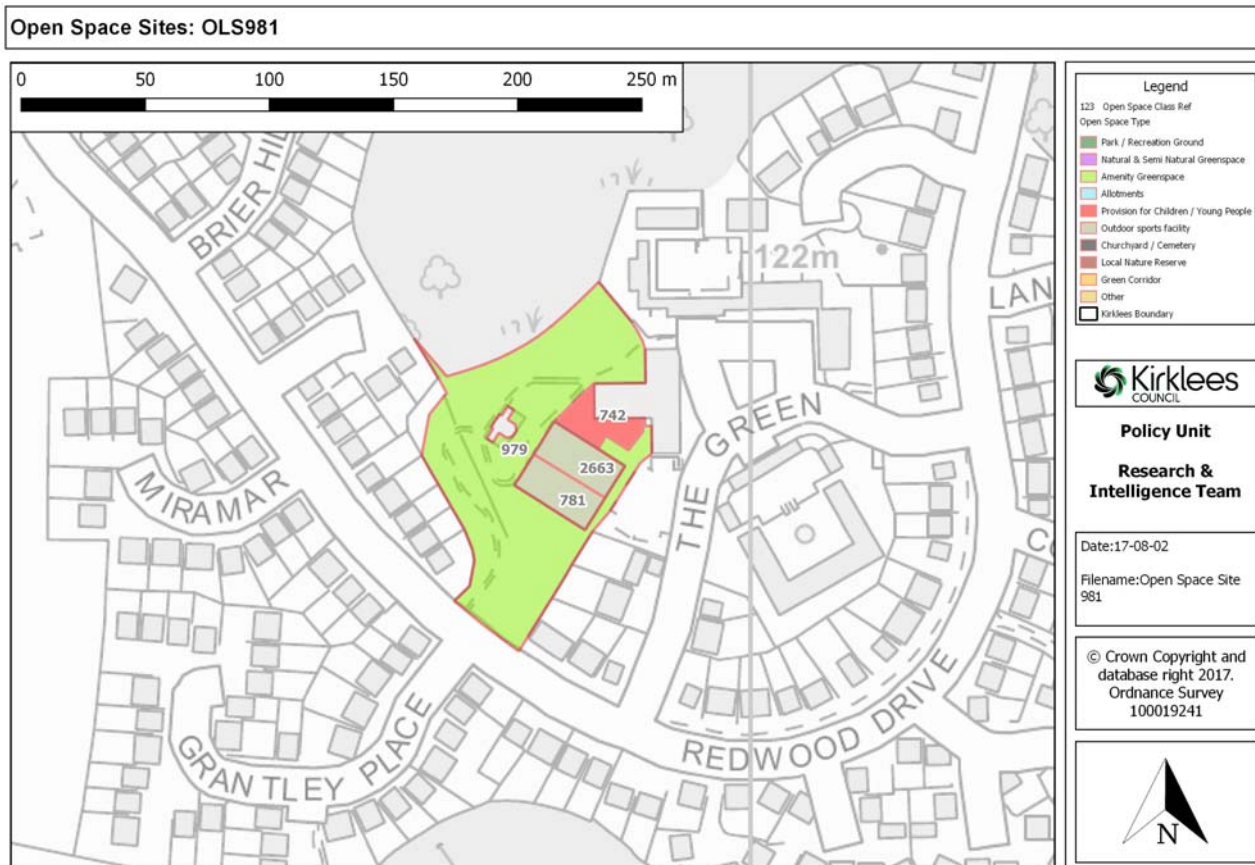 Open Space Sites: OLS981
0 50 100 150 200 250 m
BRIER HIL
122m
LAN
742
979
2663
781
THE GREEN
MIRAMAR
CO
GRANTLEY PLACE
REDWOOD DRIVE
Legend
123 Open Space Class Ref
Open Space Type
Park / Recreation Ground
Natural & Semi Natural Greenspace
Amenity Greenspace
Allotments
Provision for Children / Young People
Outdoor sports facility
Churchyard / Cemetery
Local Nature Reserve
Green Corridor
Other
Kirklees Boundary
Kirklees
COUNCIL
Policy Unit
Research &
Intelligence Team
Date:17-08-02
Filename:Open Space Site
981
© Crown Copyright and
database right 2017.
Ordnance Survey
100019241
N